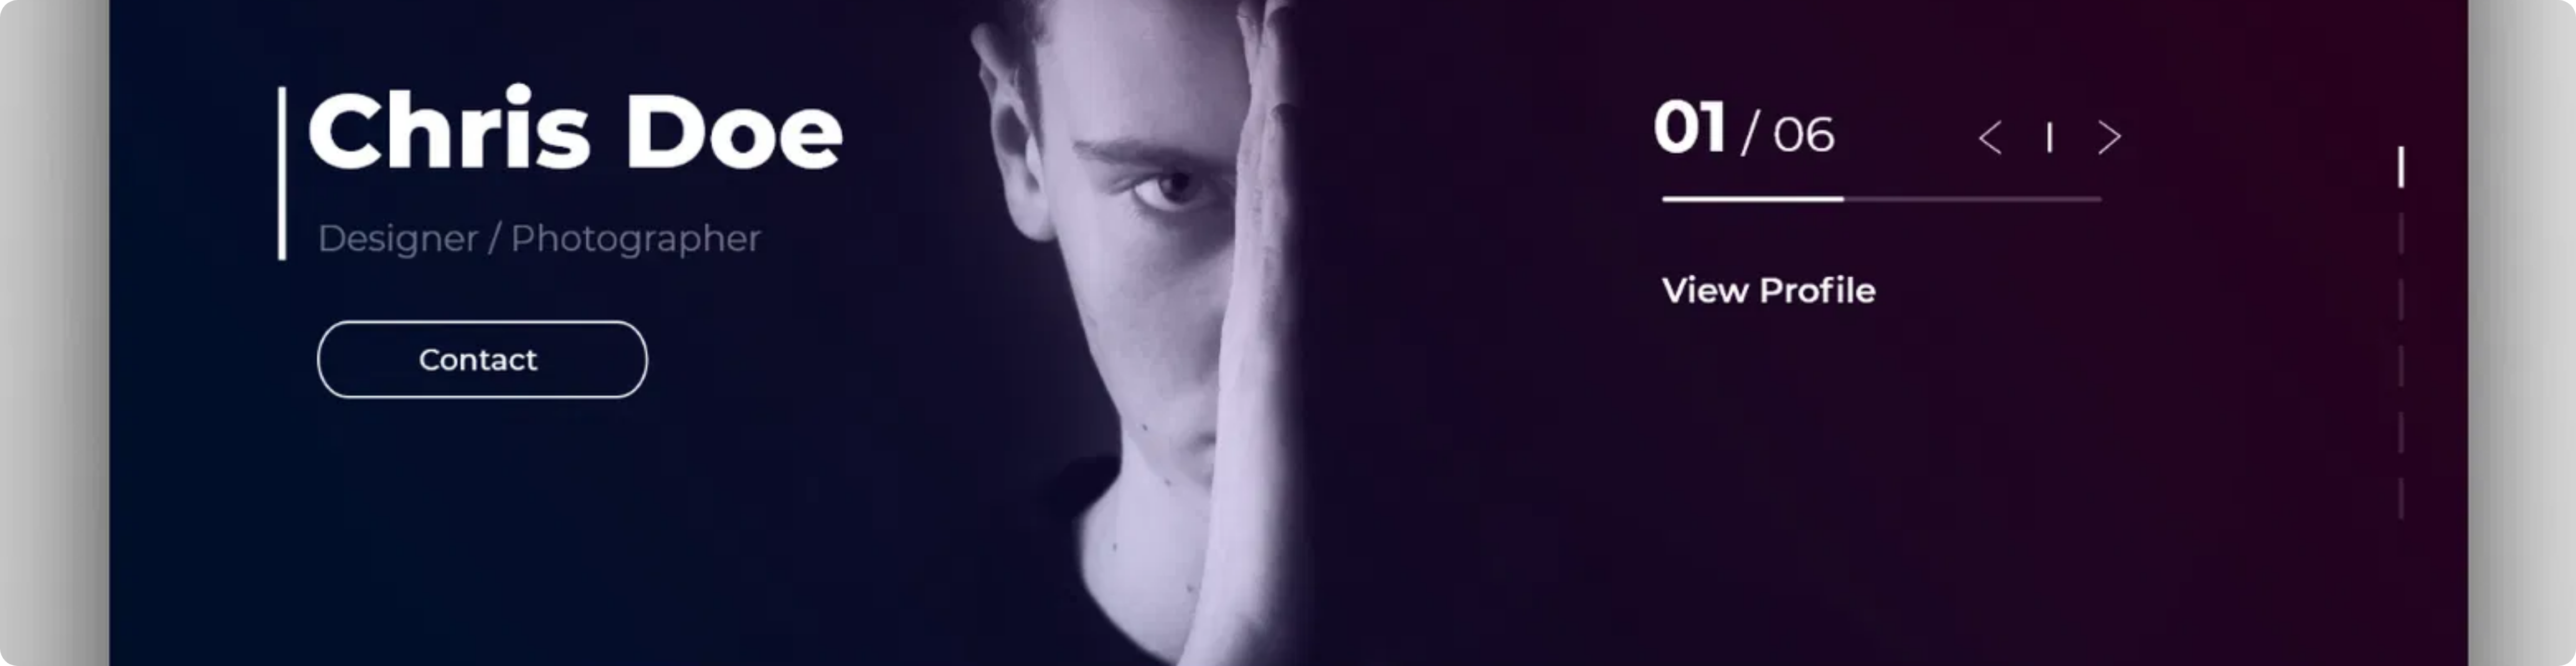 Chris Doe
Designer / Photographer
Contact
01 / 06
View Profile